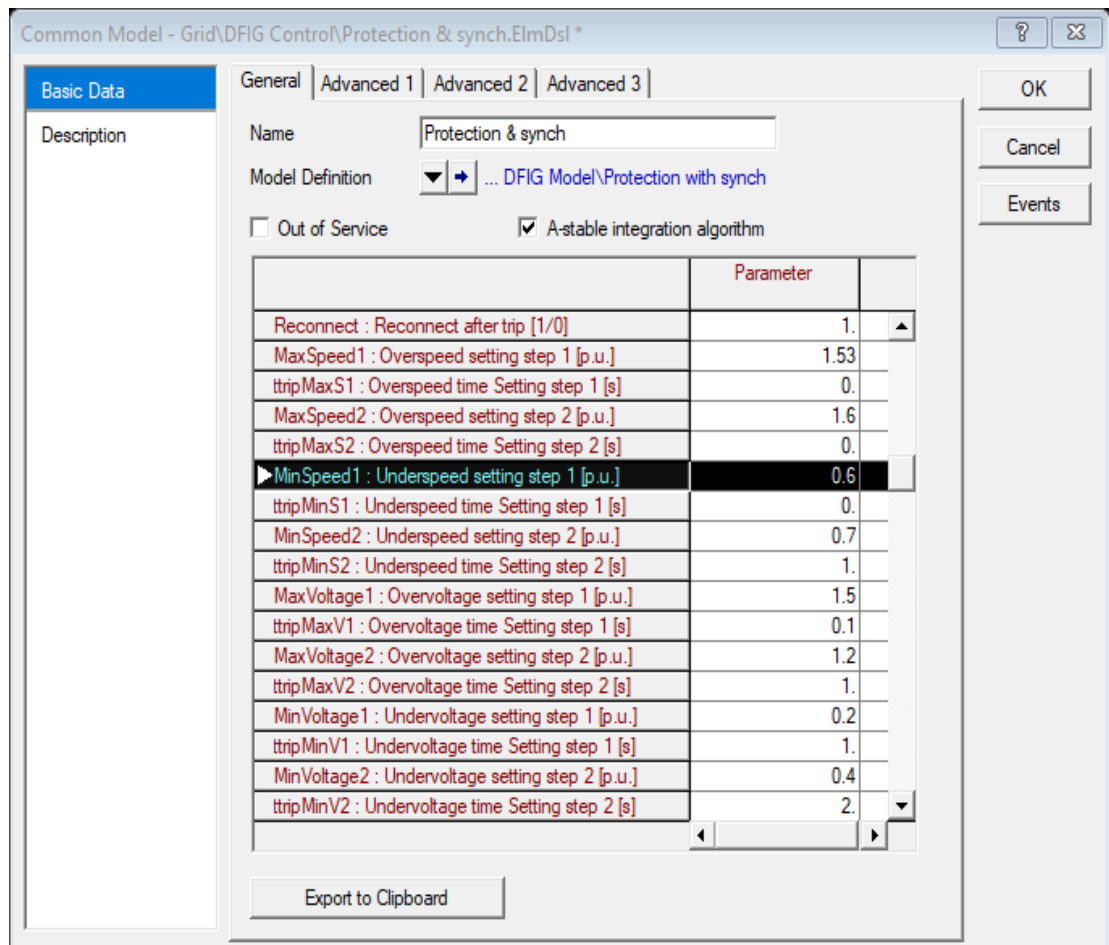 Common Model - Grid\DFIG Control\Protection & synch.ElmDsl *
Basic Data
Description
General Advanced 1 Advanced 2 Advanced 3
OK
Cancel
Events
Name Protection & synch
Model Definition ... DFIG Model\Protection with synch
Out of Service A-stable integration algorithm
Parameter
Reconnect : Reconnect after trip [1/0] 1.
MaxSpeed1 : Overspeed setting step 1 [p.u.] 1.53
ttripMaxS1 : Overspeed time Setting step 1 [s] 0.
MaxSpeed2 : Overspeed setting step 2 [p.u.] 1.6
ttripMaxS2 : Overspeed time Setting step 2 [s] 0.
MinSpeed1 : Underspeed setting step 1 [p.u.] 0.6
ttripMinS1 : Underspeed time Setting step 1 [s] 0.
MinSpeed2 : Underspeed setting step 2 [p.u.] 0.7
ttripMinS2 : Underspeed time Setting step 2 [s] 1.
MaxVoltage1 : Overvoltage setting step 1 [p.u.] 1.5
ttripMaxV1 : Overvoltage time Setting step 1 [s] 0.1
MaxVoltage2 : Overvoltage setting step 2 [p.u.] 1.2
ttripMaxV2 : Overvoltage time Setting step 2 [s] 1.
MinVoltage1 : Undervoltage setting step 1 [p.u.] 0.2
ttripMinV1 : Undervoltage time Setting step 1 [s] 1.
MinVoltage2 : Undervoltage setting step 2 [p.u.] 0.4
ttripMinV2 : Undervoltage time Setting step 2 [s] 2.
Export to Clipboard